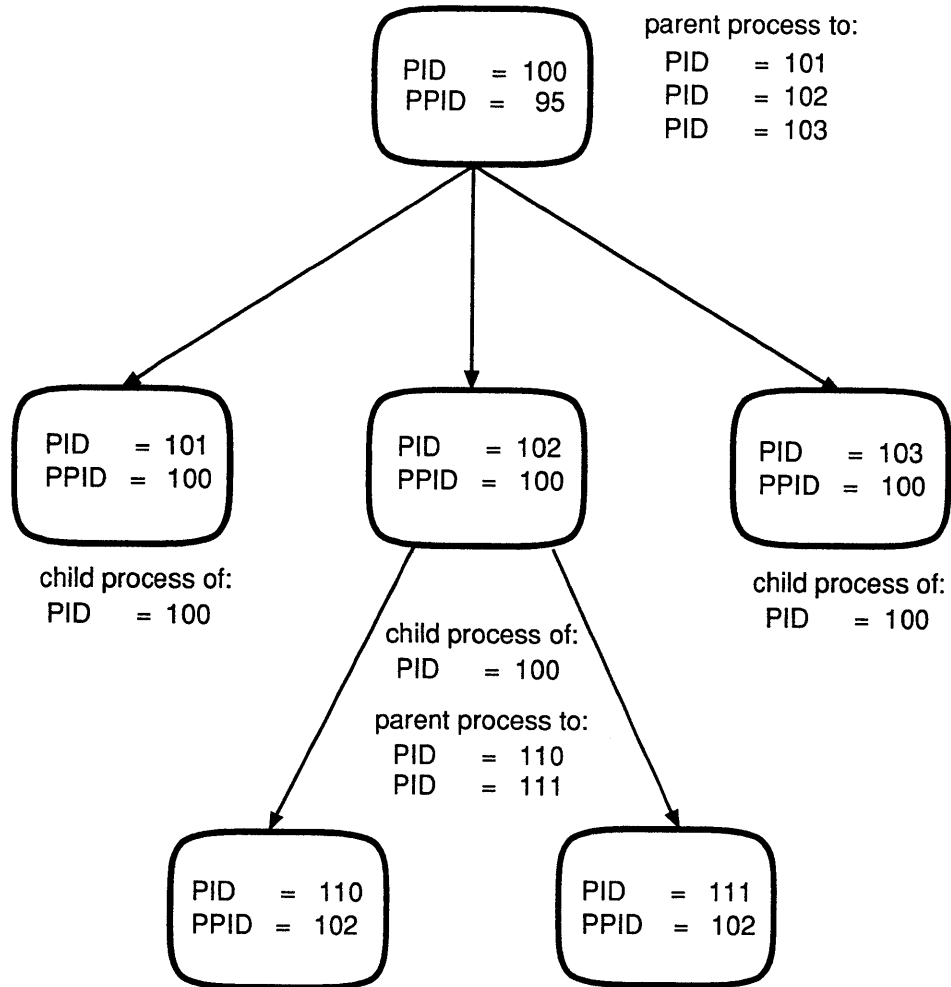 PID = 100
PPID = 95
parent process to:
PID = 101
PID = 102
PID = 103
PID = 101
PPID = 100
child process of:
PID = 100
PID = 102
PPID = 100
PID = 103
PPID = 100
child process of:
PID = 100
child process of:
PID = 100
parent process to:
PID = 110
PID = 111
PID = 110
PPID = 102
PID = 111
PPID = 102